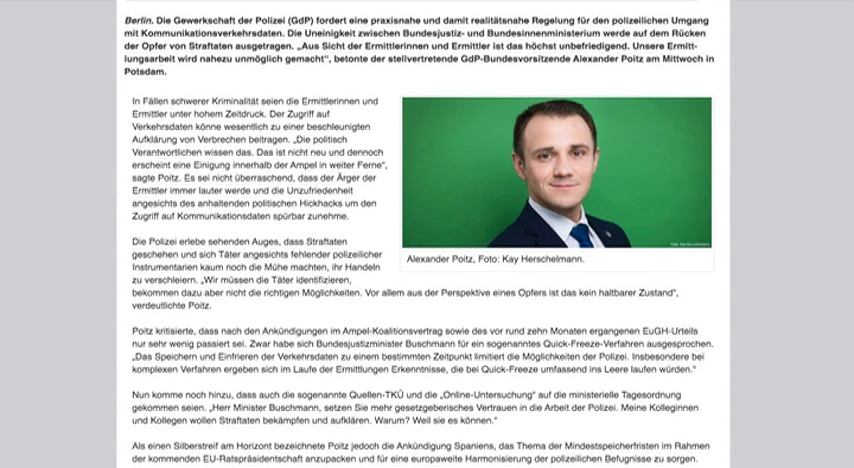 Berlin. Die Gewerkschaft der Polizei (GdP) fordert eine praxisnahe und damit realitätsnahe Regelung für den polizeilichen Umgang
mit Kommunikationsverkehrsdaten. Die Uneinigkeit zwischen Bundesjustiz- und Bundesinnenministerium werde auf dem Rücken
der Opfer von Straftaten ausgetragen. „Aus Sicht der Ermittlerinnen und Ermittler ist das höchst unbefriedigend. Unsere Ermitt-
lungsarbeit wird nahezu unmöglich gemacht“, betonte der stellvertretende GdP-Bundesvorsitzende Alexander Poitz am Mittwoch in
Potsdam.
In Fällen schwerer Kriminalität seien die Ermittlerinnen und
Ermittler unter hohem Zeitdruck. Der Zugriff auf
Verkehrsdaten könne wesentlich zu einer beschleunigten
Aufklärung von Verbrechen beitragen. „Die politisch
Verantwortlichen wissen das. Das ist nicht neu und dennoch
erscheint eine Einigung innerhalb der Ampel in weiter Ferne“,
sagte Poitz. Es sei nicht überraschend, dass der Ärger der
Ermittler immer lauter werde und die Unzufriedenheit
angesichts des anhaltenden politischen Hickhacks um den
Zugriff auf Kommunikationsdaten spürbar zunehme.
Foto: Kay Herschelmann
Alexander Poitz, Foto: Kay Herschelmann.
Die Polizei erlebe sehenden Auges, dass Straftaten
geschehen und sich Täter angesichts fehlender polizeilicher
Instrumentarien kaum noch die Mühe machten, ihr Handeln
zu verschleiern. „Wir müssen die Täter identifizieren,
bekommen dazu aber nicht die richtigen Möglichkeiten. Vor allem aus der Perspektive eines Opfers ist das kein haltbarer Zustand“,
verdeutlichte Poitz.
Poitz kritisierte, dass nach den Ankündigungen im Ampel-Koalitionsvertrag sowie des vor rund zehn Monaten ergangenen EuGH-Urteils
nur sehr wenig passiert sei. Zwar habe sich Bundesjustizminister Buschmann für ein sogenanntes Quick-Freeze-Verfahren ausgesprochen.
„Das Speichern und Einfrieren der Verkehrsdaten zu einem bestimmten Zeitpunkt limitiert die Möglichkeiten der Polizei. Insbesondere bei
komplexen Verfahren ergeben sich im Laufe der Ermittlungen Erkenntnisse, die bei Quick-Freeze umfassend ins Leere laufen würden.“
Nun komme noch hinzu, dass auch die sogenannte Quellen-TKÜ und die „Online-Untersuchung“ auf die ministerielle Tagesordnung
gekommen seien. „Herr Minister Buschmann, setzen Sie mehr gesetzgeberisches Vertrauen in die Arbeit der Polizei. Meine Kolleginnen
und Kollegen wollen Straftaten bekämpfen und aufklären. Warum? Weil sie es können.“
Als einen Silberstreif am Horizont bezeichnete Poitz jedoch die Ankündigung Spaniens, das Thema der Mindestspeicherfristen im Rahmen
der kommenden EU-Ratspräsidentschaft anzupacken und für eine europaweite Harmonisierung der polizeilichen Befugnisse zu sorgen.